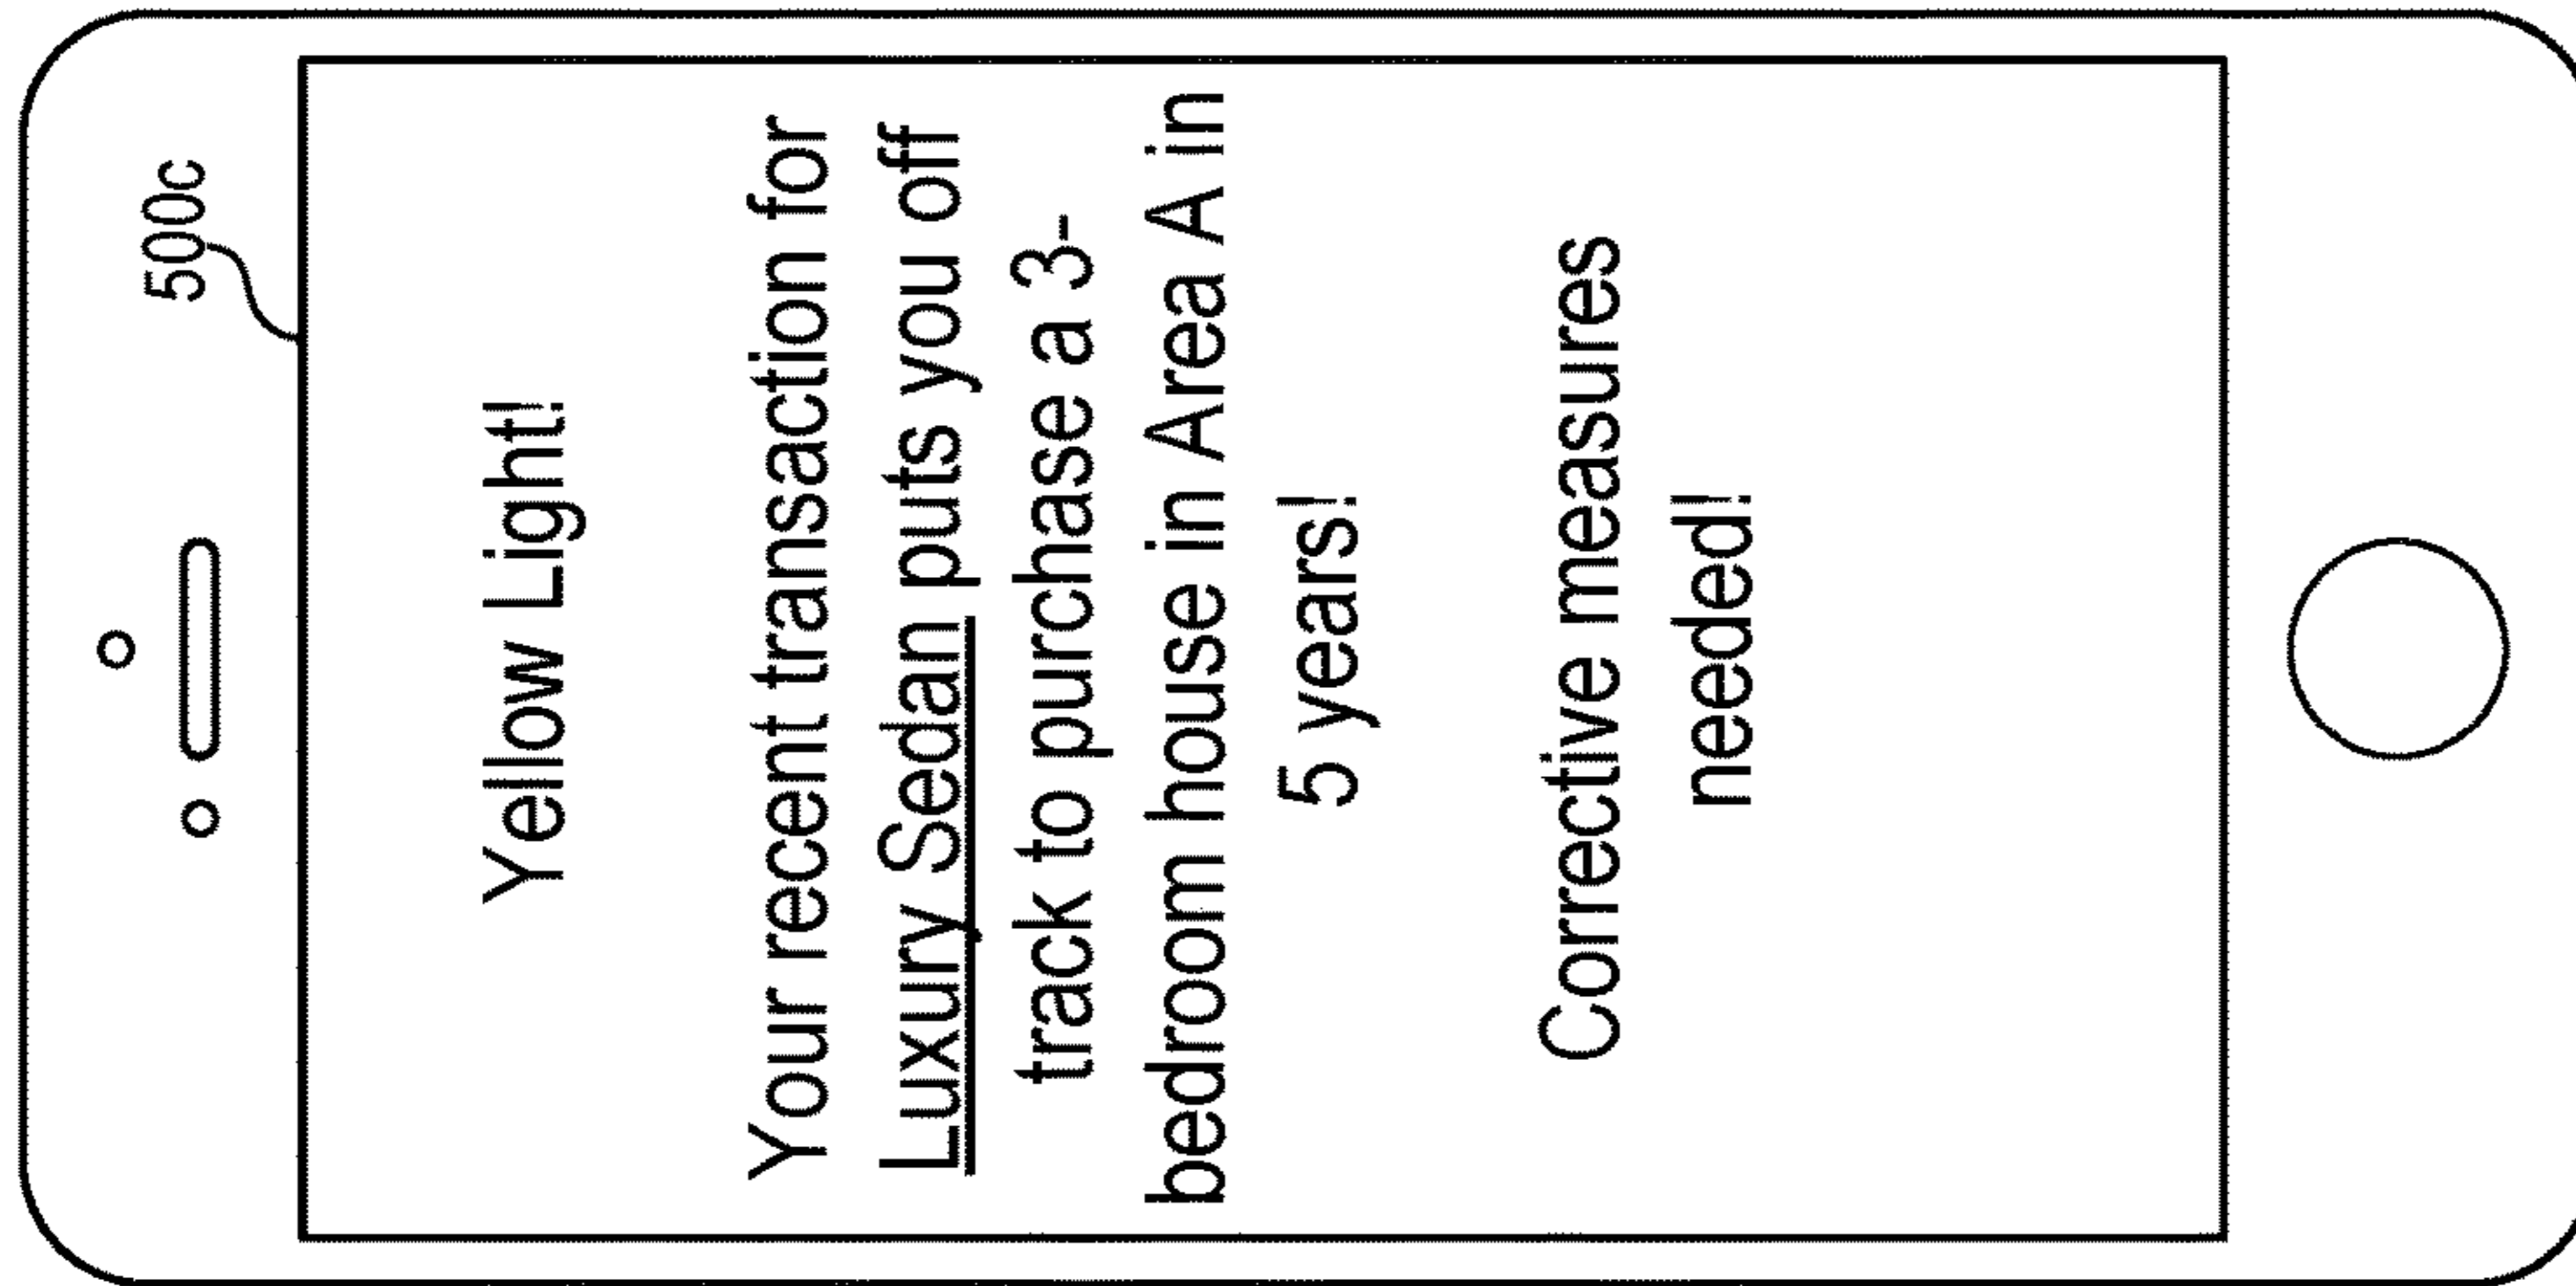 500c
Yellow Light!
Your recent transaction for
Luxury Sedan puts you off
track to purchase a 3-
bedroom house in Area A in
5 years!
Corrective measures
needed!